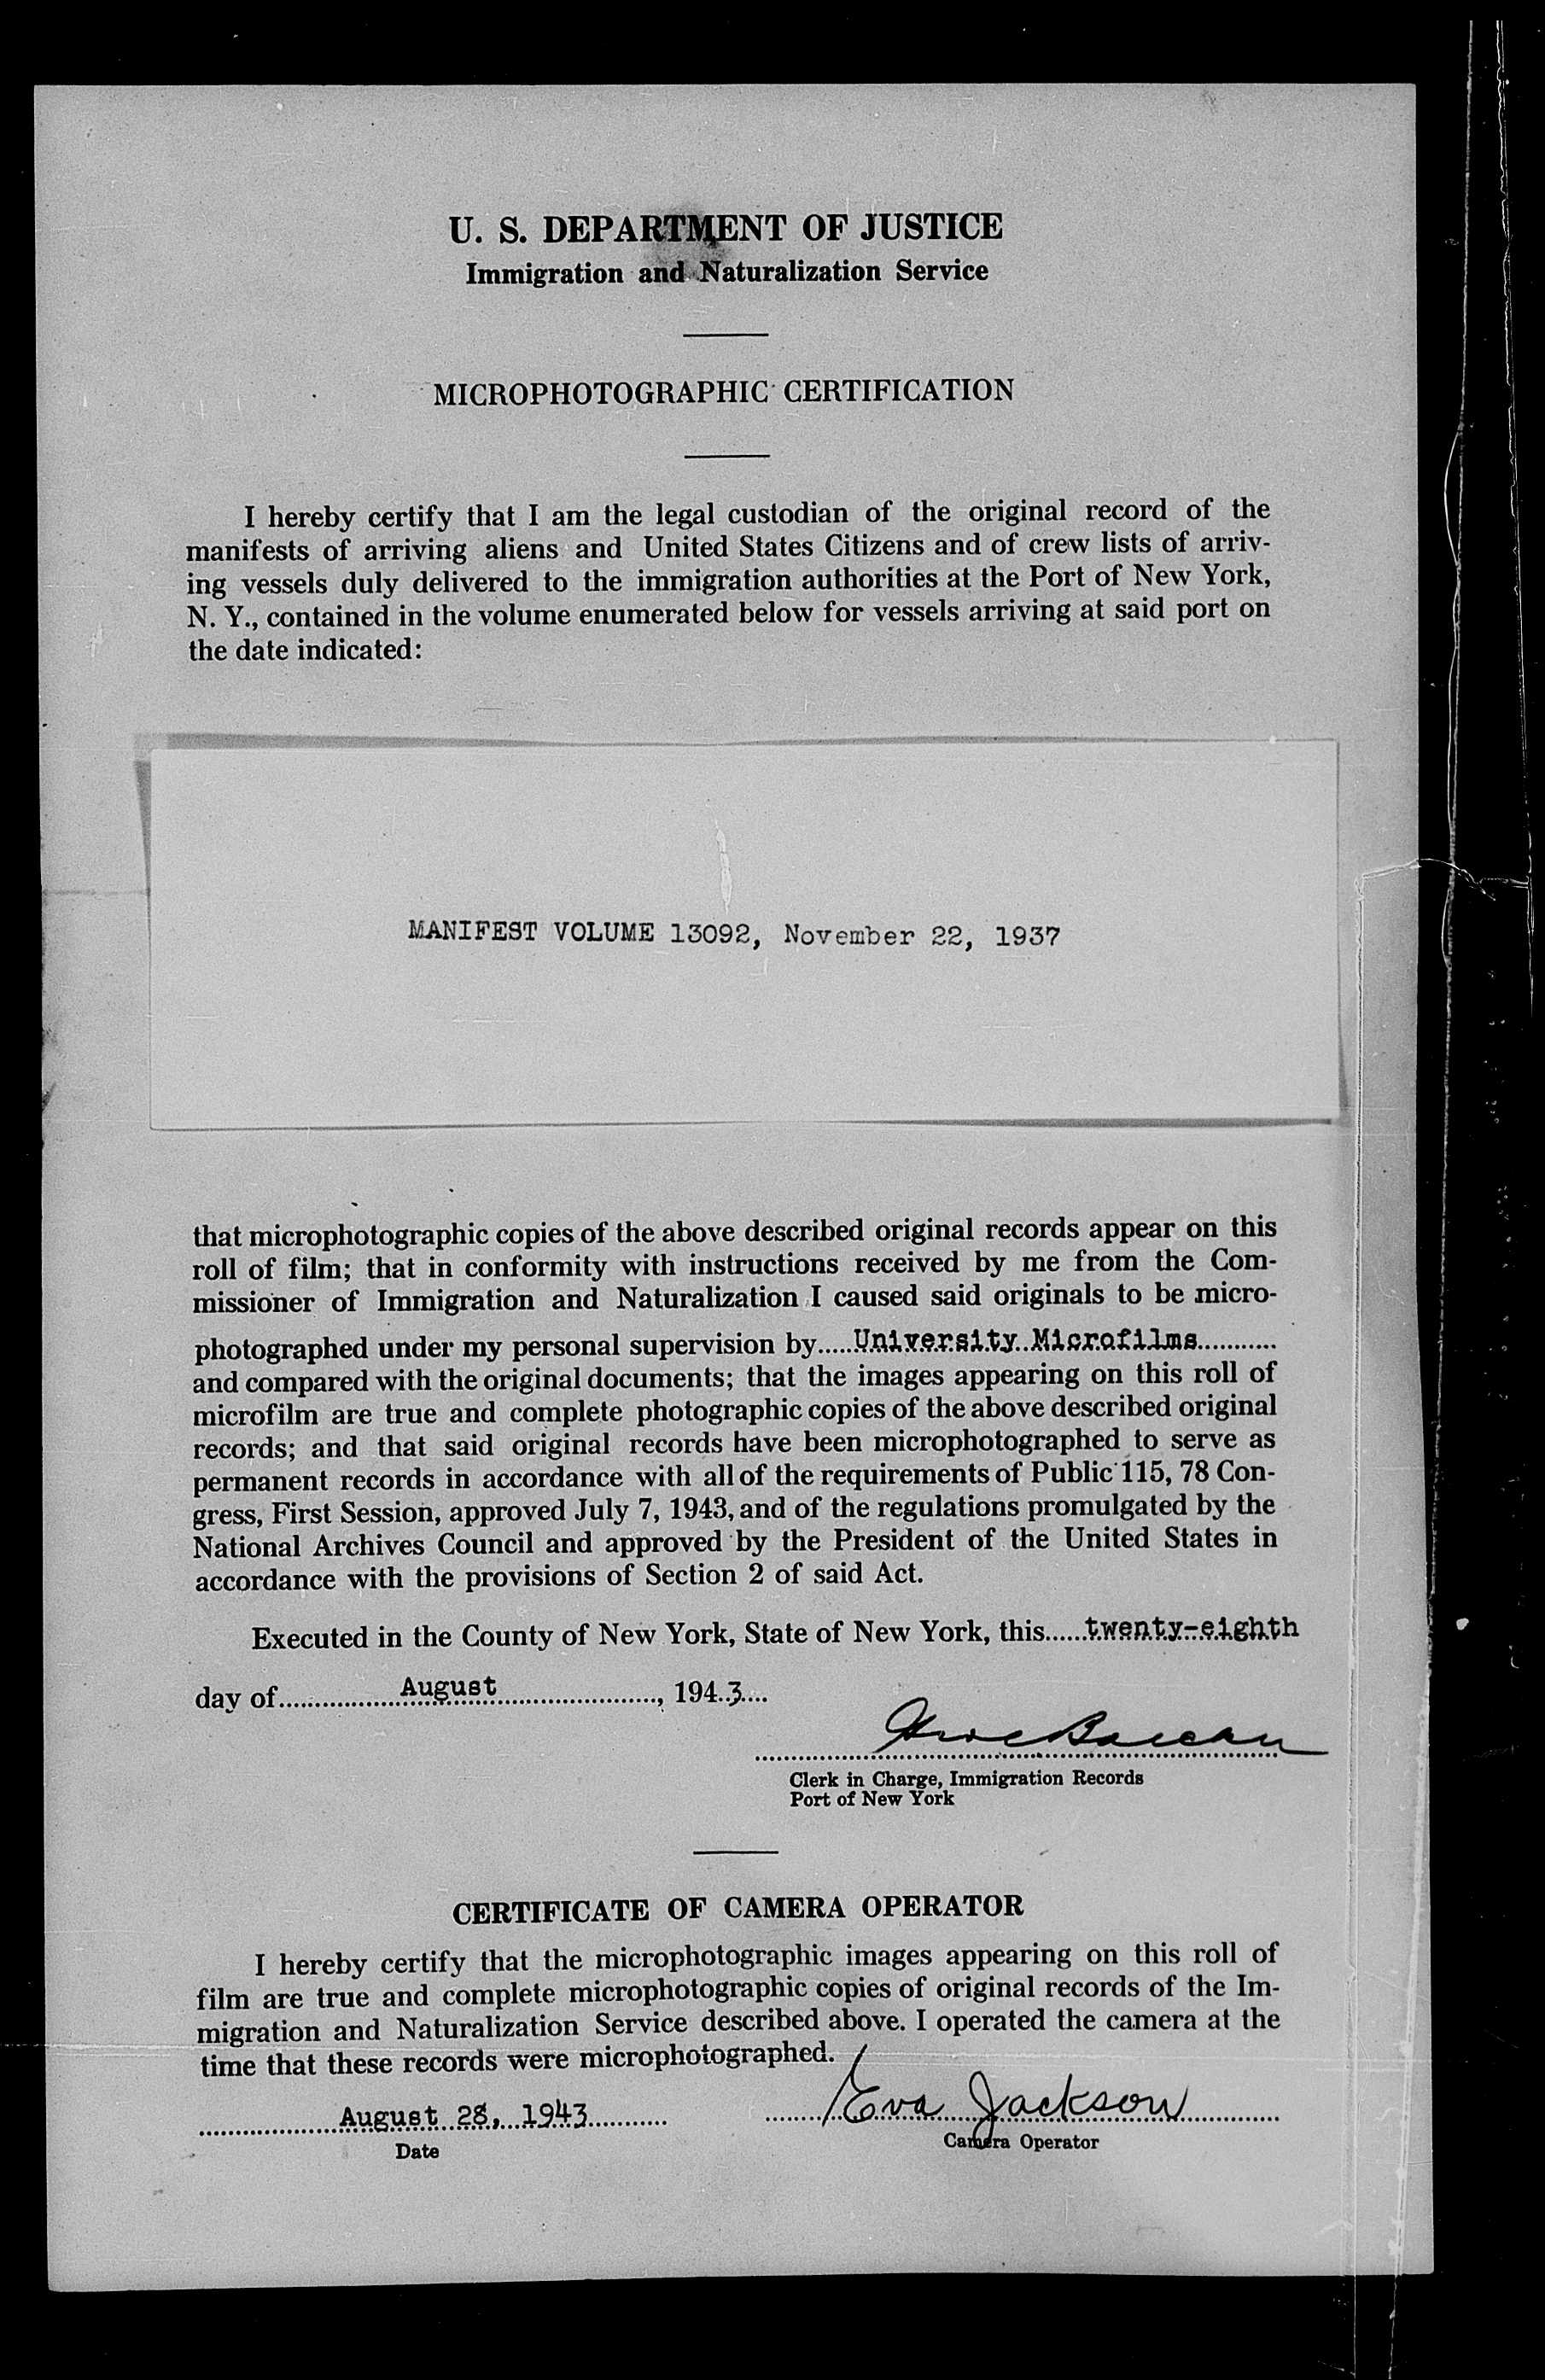 U. S. DEPARTMENT OF JUSTICE
Immigration and Naturalization Service
MICROPHOTOGRAPHIC CERTIFICATION
I hereby certify that I am the legal custodian of the original record of the
manifests of arriving aliens and United States Citizens and of crew lists of arriv-
ing vessels duly delivered to the immigration authorities at the Port of New York,
N. Y., contained in the volume enumerated below for vessels arriving at said port on
the date indicated:
MANIFEST VOLUME 13092, November 22, 1937
that microphotographic copies of the above described original records appear on this
roll of film; that in conformity with instructions received by me from the Com-
missioner of Immigration and Naturalization I caused said originals to be micro-
photographed under my personal supervision by.....University Microfilms...........
and compared with the original documents; that the images appearing on this roll of
microfilm are true and complete photographic copies of the above described original
records; and that said original records have been microphotographed to serve as
permanent records in accordance with all of the requirements of Public 115, 78 Con-
gress, First Session, approved July 7, 1943, and of the regulations promulgated by the
National Archives Council and approved by the President of the United States in
accordance with the provisions of Section 2 of said Act.
Executed in the County of New York, State of New York, this......twenty-eighth
day of..................August........................, 194..3....
Clerk in Charge, Immigration Records
Port of New York
CERTIFICATE OF CAMERA OPERATOR
I hereby certify that the microphotographic images appearing on this roll of
film are true and complete microphotographic copies of original records of the Im-
migration and Naturalization Service described above. I operated the camera at the
time that these records were microphotographed.
August 28, 1943 Eva Jackson
Date Camera Operator